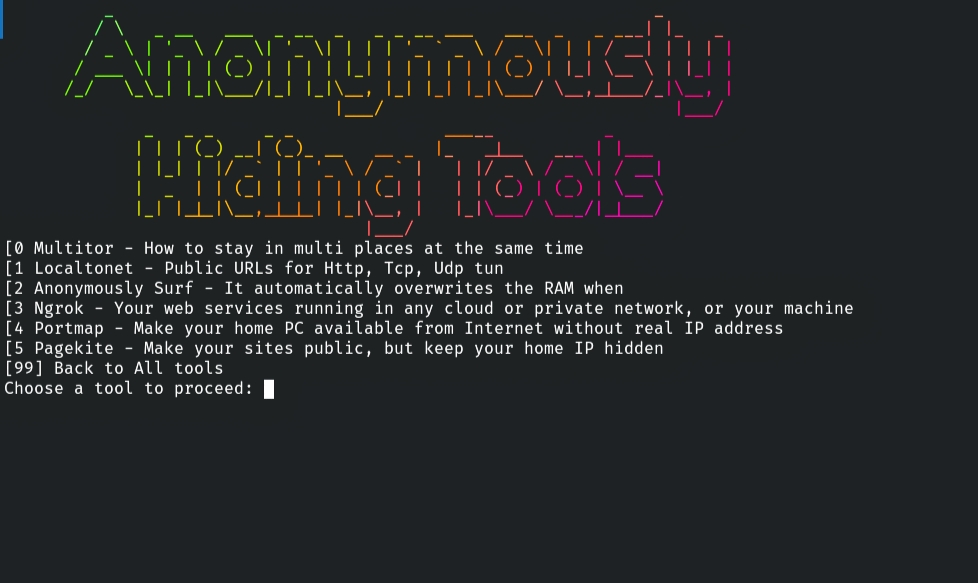 Anonymously
Hiding Tools
[0 Multitor - How to stay in multi places at the same time
[1 Localtonet - Public URLs for Http, Tcp, Udp tun
[2 Anonymously Surf - It automatically overwrites the RAM when
[3 Ngrok - Your web services running in any cloud or private network, or your machine
[4 Portmap - Make your home PC available from Internet without real IP address
[5 Pagekite - Make your sites public, but keep your home IP hidden
[99] Back to All tools
Choose a tool to proceed: